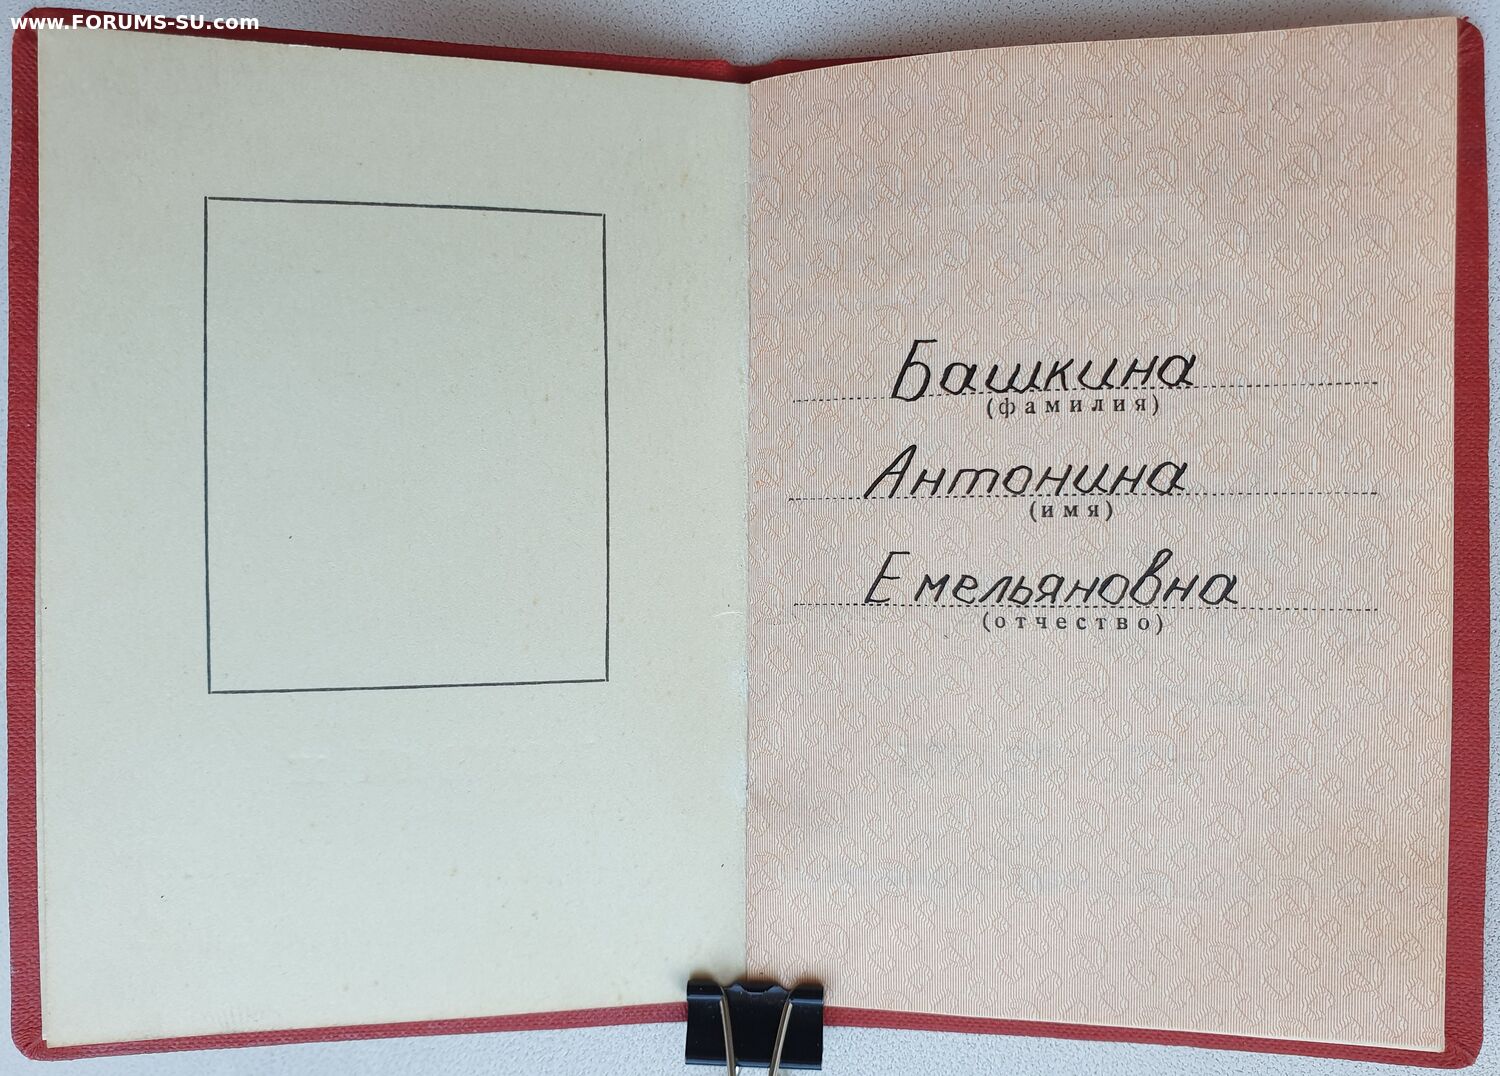 www.FORUMS-SU.com
Башкина
(фамилия)
Антонина
(имя)
Емельяновна
(отчество)